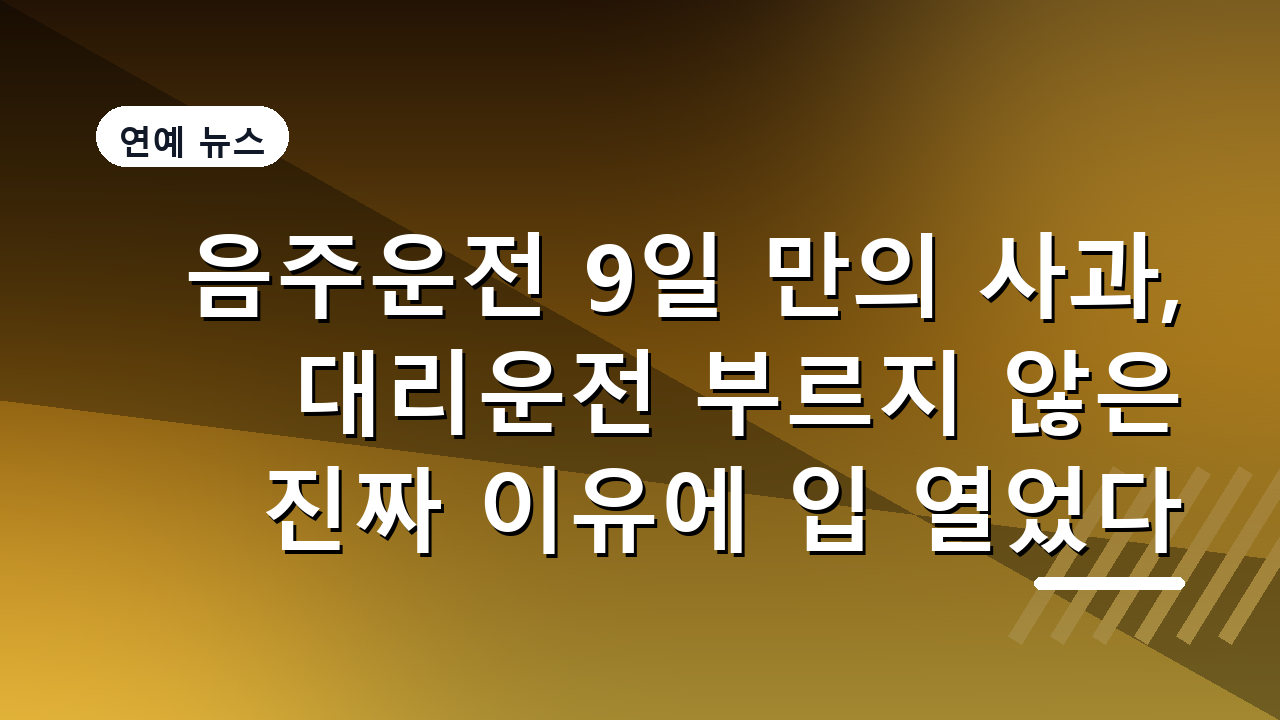 연예 뉴스
음주운전 9일 만의 사과,
대리운전 부르지 않은
진짜 이유에 입 열었다